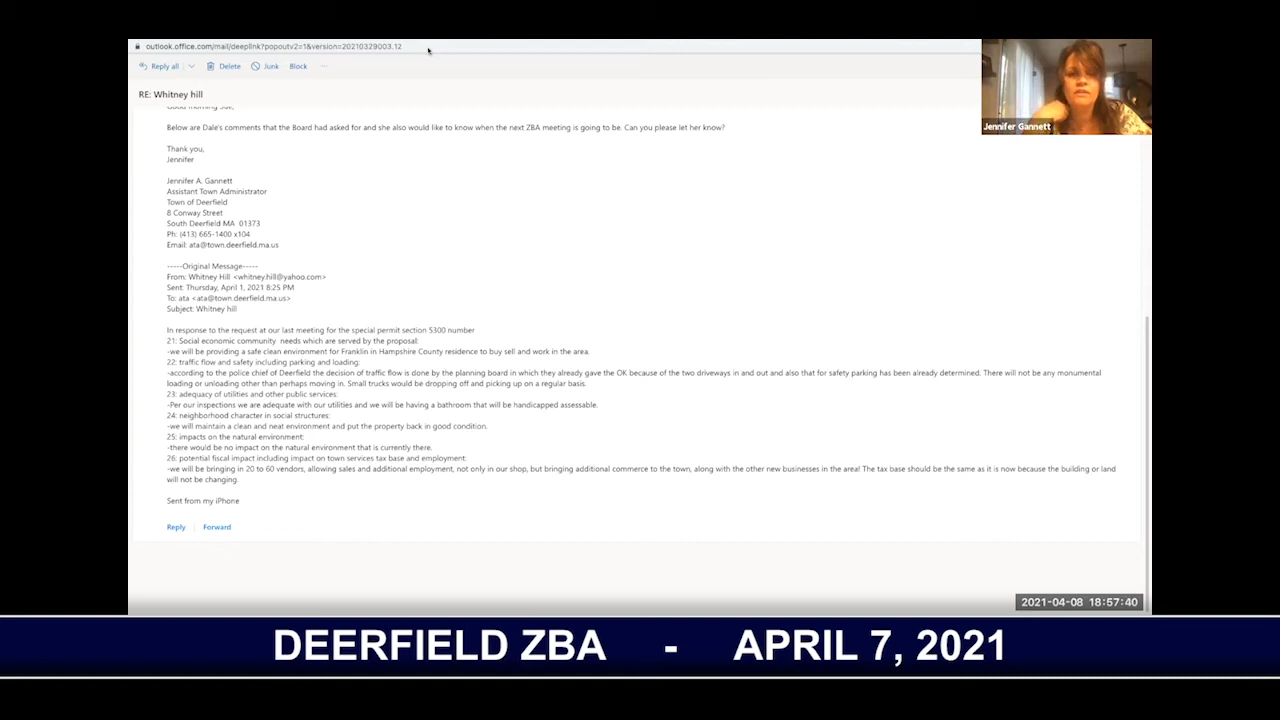 outlook.office.com/mail/deeplink?popoutv2=1&version=20210329003.12
Reply all
Delete
Junk
Block
RE: Whitney hill
Good morning Sue,
Below are Dale's comments that the Board had asked for and she also would like to know when the next ZBA meeting is going to be. Can you please let her know?
Thank you,
Jennifer
Jennifer A. Gannett
Assistant Town Administrator
Town of Deerfield
8 Conway Street
South Deerfield MA 01373
Ph: (413) 665-1400 x104
Email: ata@town.deerfield.ma.us
-----Original Message-----
From: Whitney Hill <whitney.hill@yahoo.com>
Sent: Thursday, April 1, 2021 8:25 PM
To: ata <ata@town.deerfield.ma.us>
Subject: Whitney hill
In response to the request at our last meeting for the special permit section 5300 number
21: Social economic community needs which are served by the proposal:
-we will be providing a safe clean environment for Franklin in Hampshire County residence to buy sell and work in the area.
22: traffic flow and safety including parking and loading:
-according to the police chief of Deerfield the decision of traffic flow is done by the planning board in which they already gave the OK because of the two driveways in and out and also that for safety parking has been already determined. There will not be any monumental
loading or unloading other than perhaps moving in. Small trucks would be dropping off and picking up on a regular basis.
23: adequacy of utilities and other public services:
-Per our inspections we are adequate with our utilities and we will be having a bathroom that will be handicapped assessable.
24: neighborhood character in social structures:
-we will maintain a clean and neat environment and put the property back in good condition.
25: impacts on the natural environment:
-there would be no impact on the natural environment that is currently there.
26: potential fiscal impact including impact on town services tax base and employment:
-we will be bringing in 20 to 60 vendors, allowing sales and additional employment, not only in our shop, but bringing additional commerce to the town, along with the other new businesses in the area! The tax base should be the same as it is now because the building or land
will not be changing.
Sent from my iPhone
Reply
Forward
Jennifer Gannett
2021-04-08 18:57:40
DEERFIELD ZBA - APRIL 7, 2021